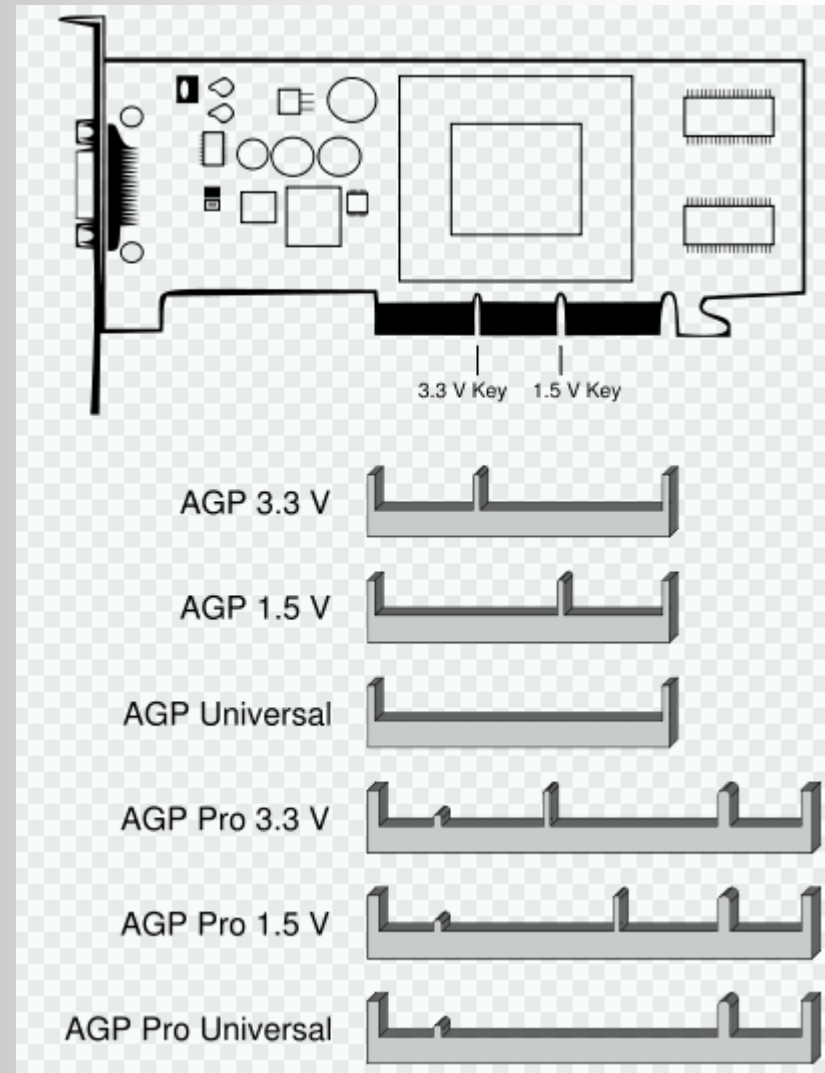 3.3 V Key 1.5 V Key
AGP 3.3 V
AGP 1.5 V
AGP Universal
AGP Pro 3.3 V
AGP Pro 1.5 V
AGP Pro Universal